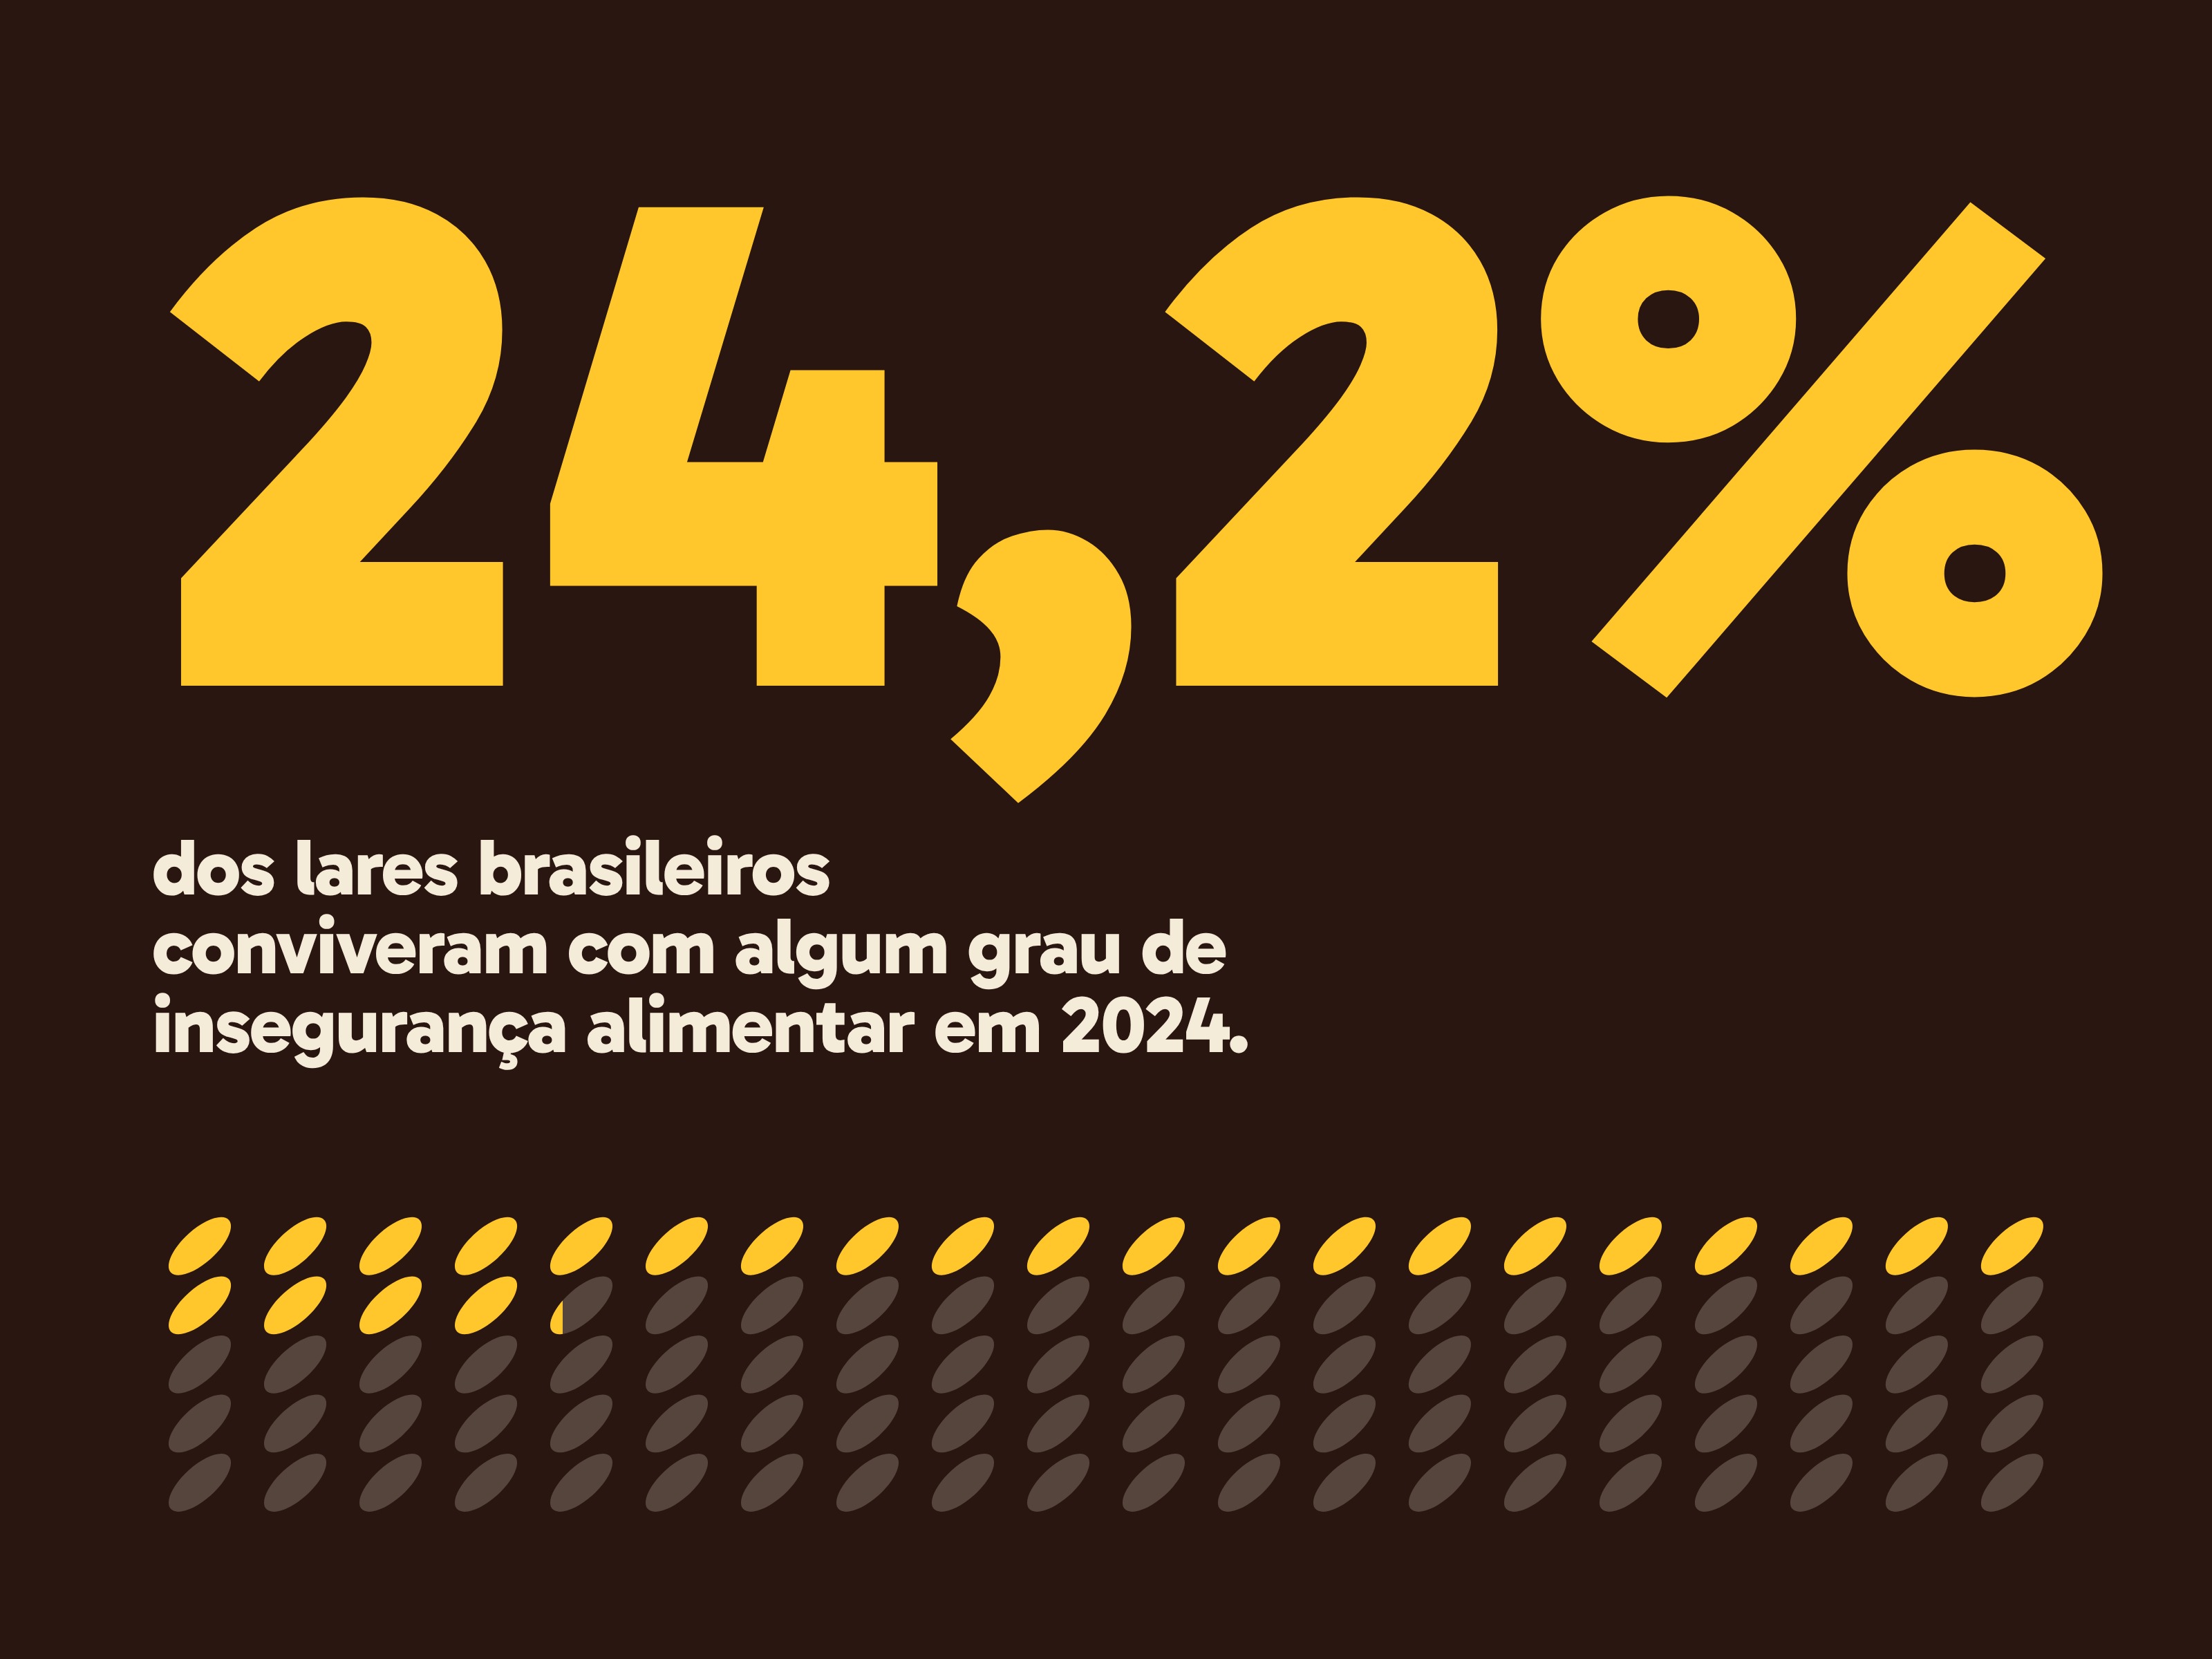 24,2%
dos lares brasileiros
conviveram com algum grau de
insegurança alimentar em 2024.